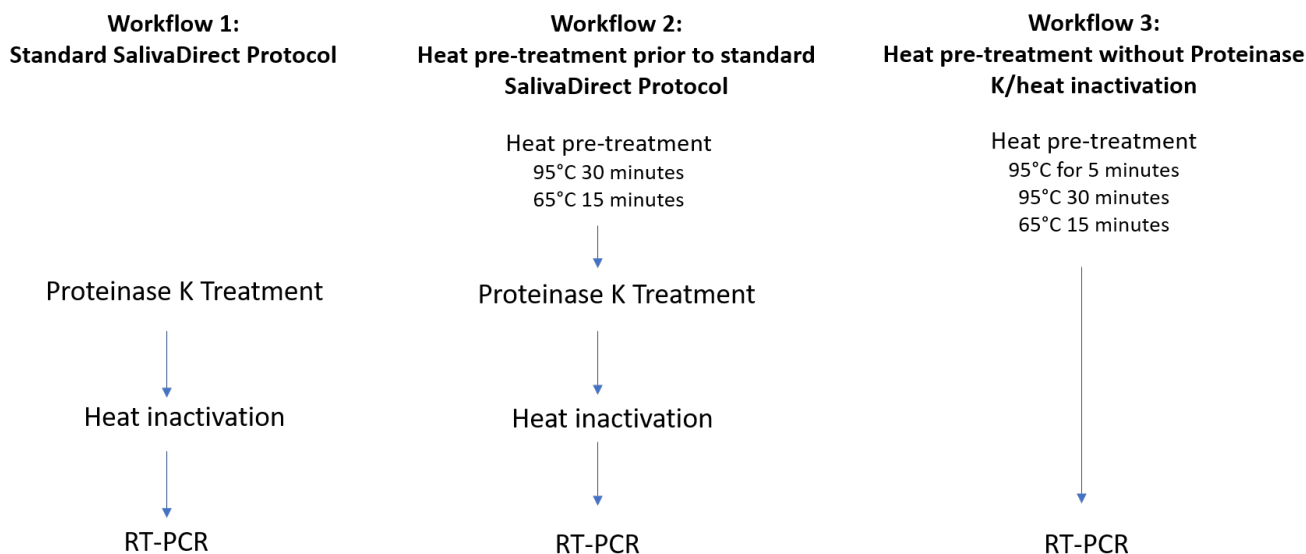 Workflow 1:
Standard SalivaDirect Protocol
Proteinase K Treatment
Heat inactivation
RT-PCR
Workflow 2:
Heat pre-treatment prior to standard
SalivaDirect Protocol
Heat pre-treatment
95°C 30 minutes
65°C 15 minutes
Proteinase K Treatment
Heat inactivation
RT-PCR
Workflow 3:
Heat pre-treatment without Proteinase
K/heat inactivation
Heat pre-treatment
95°C for 5 minutes
95°C 30 minutes
65°C 15 minutes
RT-PCR